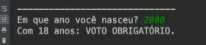 ------------------------------
Em que ano você nasceu? 2000
Com 18 anos: VOTO OBRIGATÓRIO.